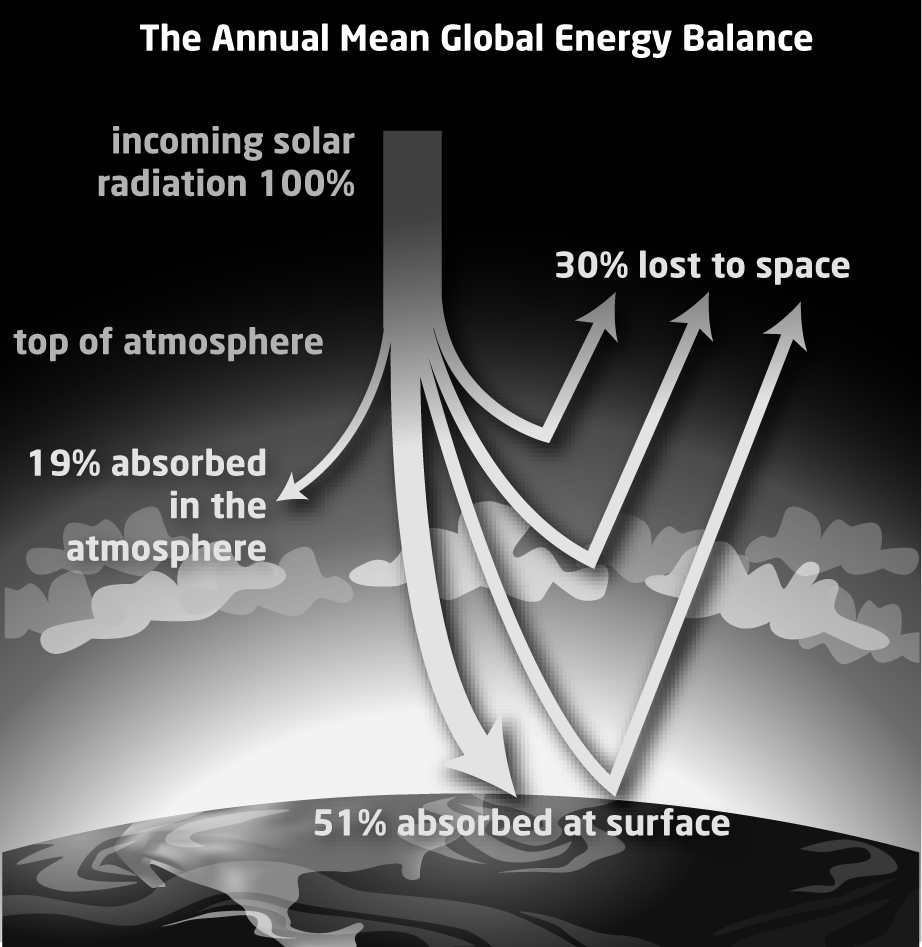 The Annual Mean Global Energy Balance
incoming solar
radiation 100%
30% lost to space
top of atmosphere
19% absorbed
in the
atmosphere
51% absorbed at surface